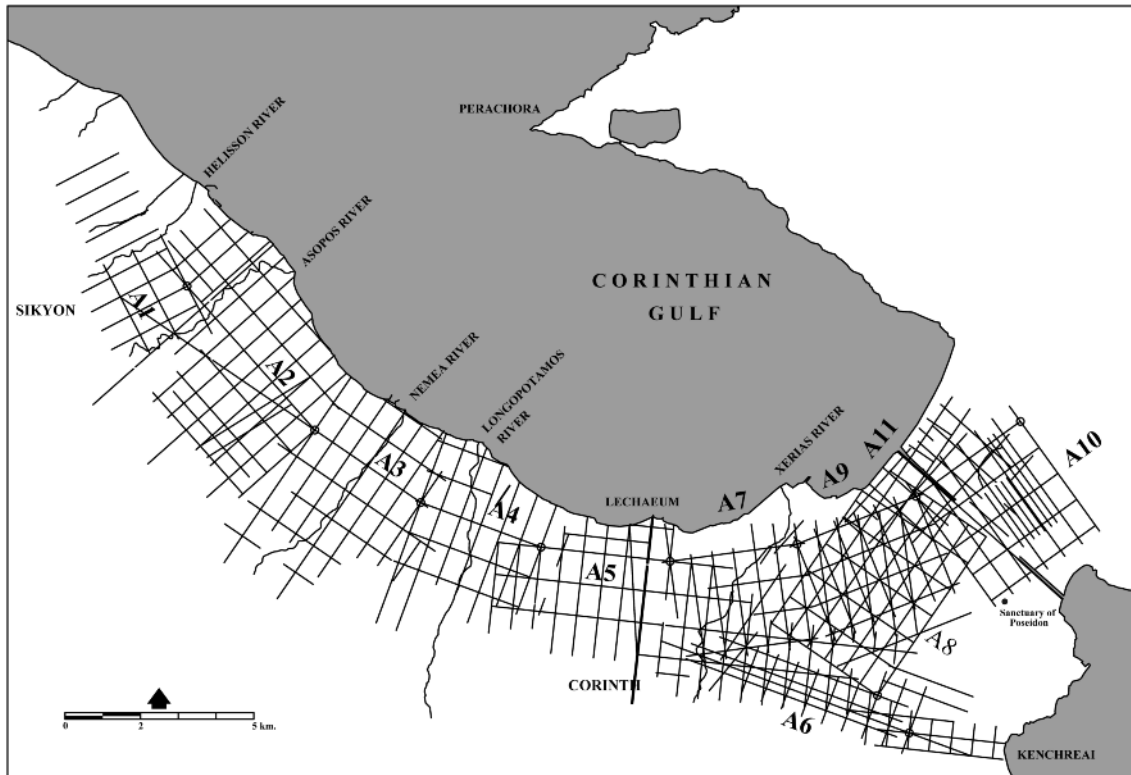 PERACHORA
HELISSON RIVER
ASOPOS RIVER
CORINTHIAN
GULF
SIKYON
A1
A2
NEMEA RIVER
LONGOPOTAMOS
RIVER
XERIAS RIVER
A11
A10
A3
A9
LECHAEUM
A7
A4
A5
Sanctuary of
Poseidon
A8
CORINTH
A6
0 2 5 km.
KENCHREAI